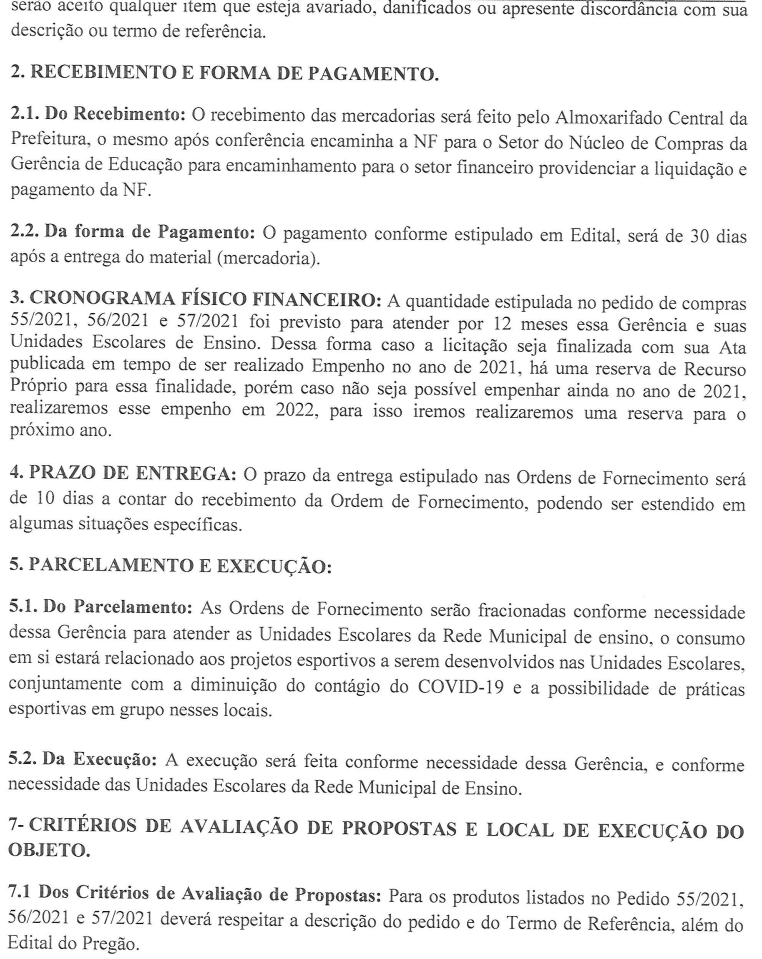 serão aceito qualquer item que esteja avariado, danificados ou apresente discordância com sua
descrição ou termo de referência.
2. RECEBIMENTO E FORMA DE PAGAMENTO.
2.1. Do Recebimento: O recebimento das mercadorias será feito pelo Almoxarifado Central da
Prefeitura, o mesmo após conferência encaminha a NF para o Setor do Núcleo de Compras da
Gerência de Educação para encaminhamento para o setor financeiro providenciar a liquidação e
pagamento da NF.
2.2. Da forma de Pagamento: O pagamento conforme estipulado em Edital, será de 30 dias
após a entrega do material (mercadoria).
3. CRONOGRAMA FÍSICO FINANCEIRO: A quantidade estipulada no pedido de compras
55/2021, 56/2021 e 57/2021 foi previsto para atender por 12 meses essa Gerência e suas
Unidades Escolares de Ensino. Dessa forma caso a licitação seja finalizada com sua Ata
publicada em tempo de ser realizado Empenho no ano de 2021, há uma reserva de Recurso
Próprio para essa finalidade, porém caso não seja possível empenhar ainda no ano de 2021,
realizaremos esse empenho em 2022, para isso iremos realizaremos uma reserva para o
próximo ano.
4. PRAZO DE ENTREGA: O prazo da entrega estipulado nas Ordens de Fornecimento será
de 10 dias a contar do recebimento da Ordem de Fornecimento, podendo ser estendido em
algumas situações específicas.
5. PARCELAMENTO E EXECUÇÃO:
5.1. Do Parcelamento: As Ordens de Fornecimento serão fracionadas conforme necessidade
dessa Gerência para atender as Unidades Escolares da Rede Municipal de ensino, o consumo
em si estará relacionado aos projetos esportivos a serem desenvolvidos nas Unidades Escolares,
conjuntamente com a diminuição do contágio do COVID-19 e a possibilidade de práticas
esportivas em grupo nesses locais.
5.2. Da Execução: A execução será feita conforme necessidade dessa Gerência, e conforme
necessidade das Unidades Escolares da Rede Municipal de Ensino.
7- CRITÉRIOS DE AVALIAÇÃO DE PROPOSTAS E LOCAL DE EXECUÇÃO DO
OBJETO.
7.1 Dos Critérios de Avaliação de Propostas: Para os produtos listados no Pedido 55/2021,
56/2021 e 57/2021 deverá respeitar a descrição do pedido e do Termo de Referência, além do
Edital do Pregão.